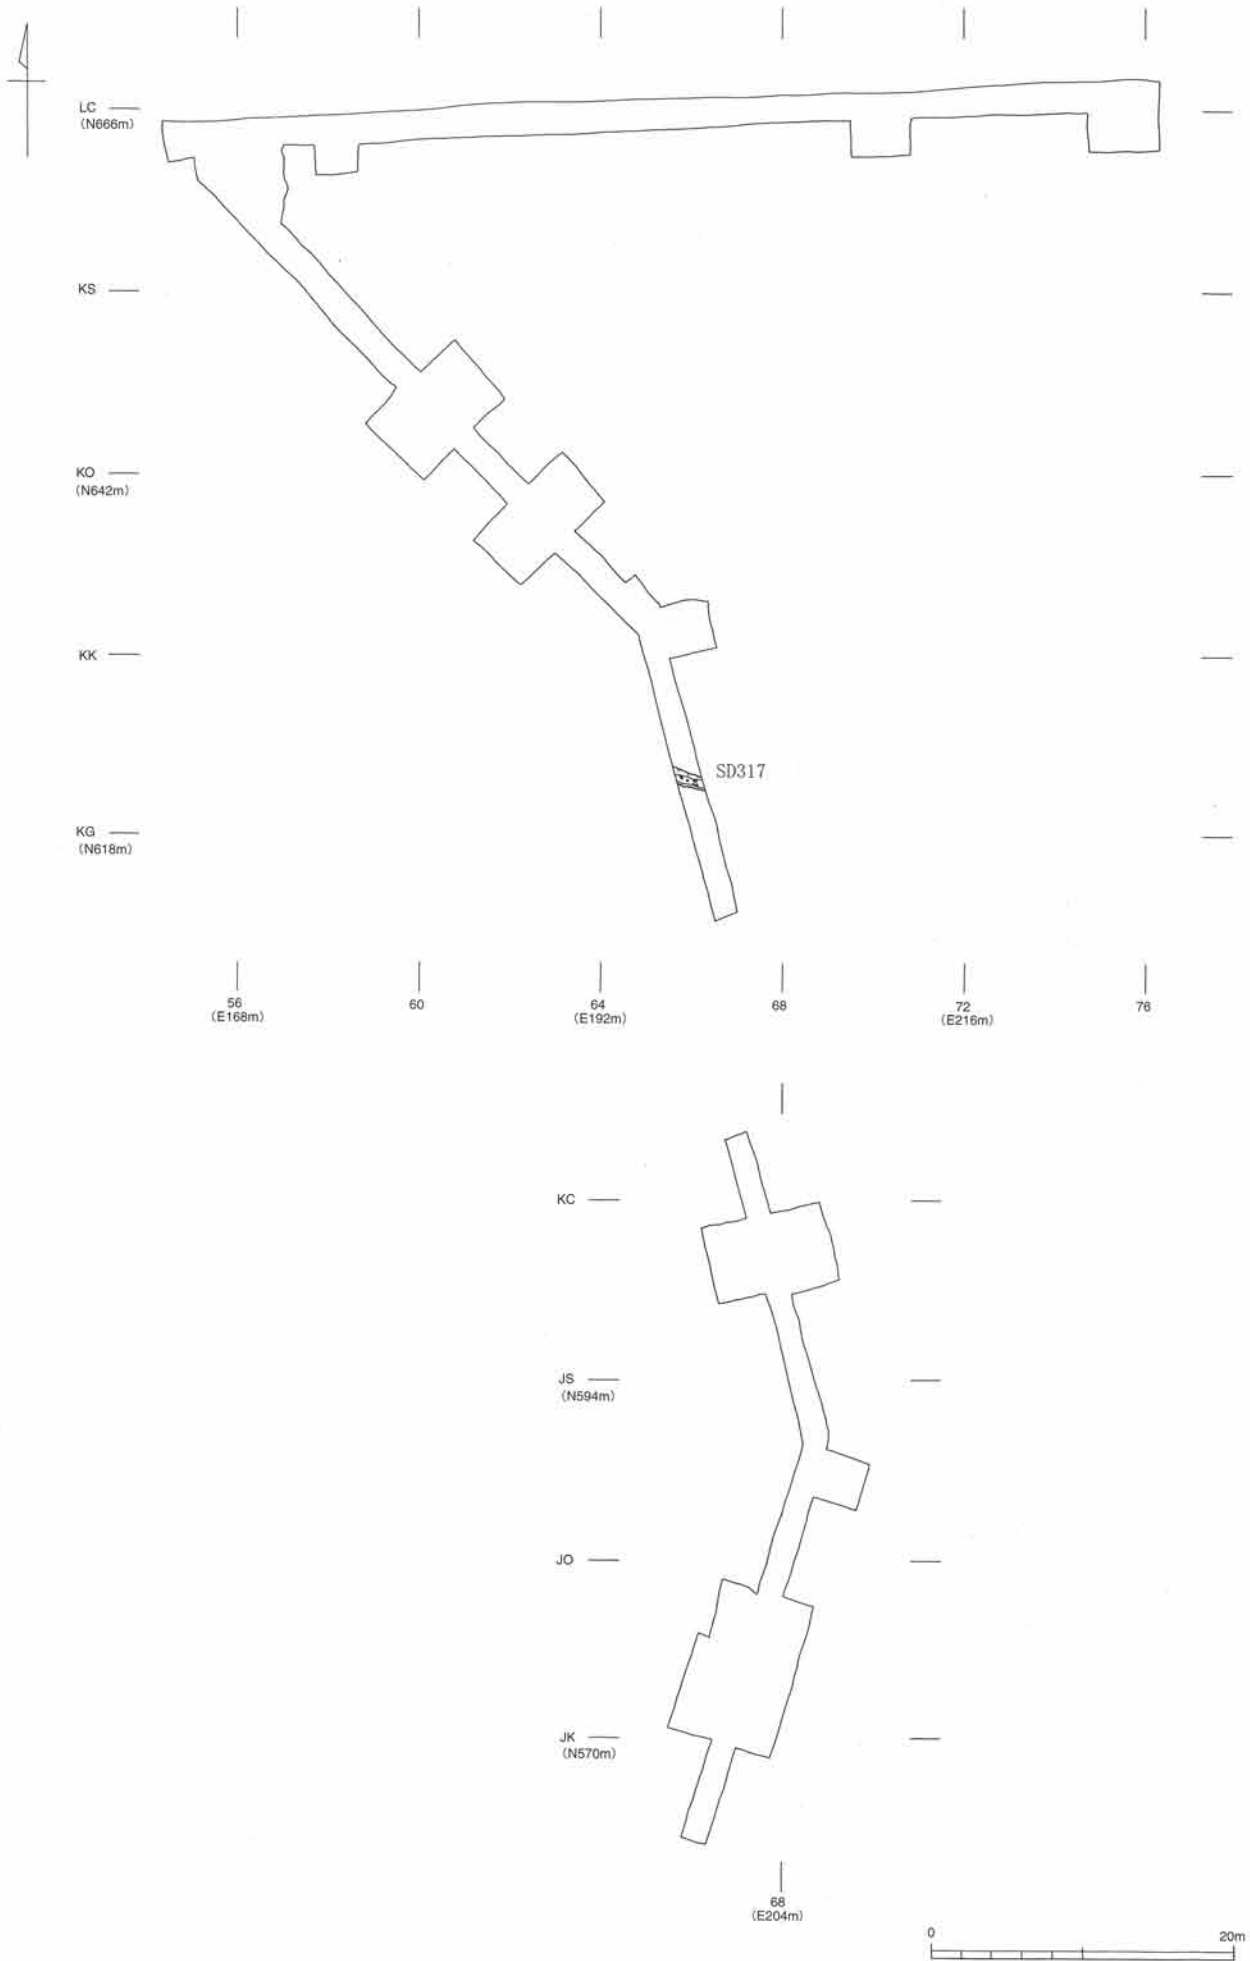 LC
(N666m)
KS
KO
(N642m)
KK
SD317
KG
(N618m)
56
(E168m)
60
64
(E192m)
68
72
(E216m)
76
KC
JS
(N594m)
JO
JK
(N570m)
68
(E204m)
0
20m